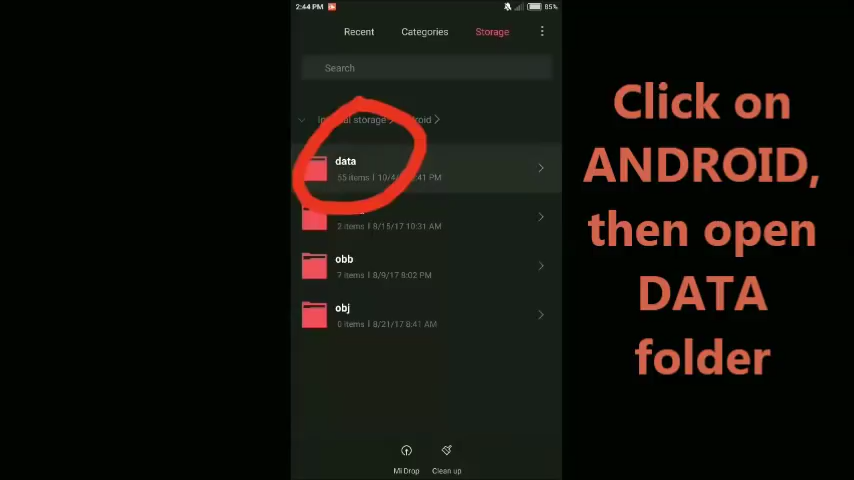 2:44 PM
85%
Recent
Categories
Storage
Search
data
55 items | 10/4
41 PM
2 items | 8/15/17 10:31 AM
obb
7 items | 8/9/17 8:02 PM
obj
0 items | 8/21/17 8:41 AM
Mi Drop
Clean up
Click on
ANDROID,
then open
DATA
folder